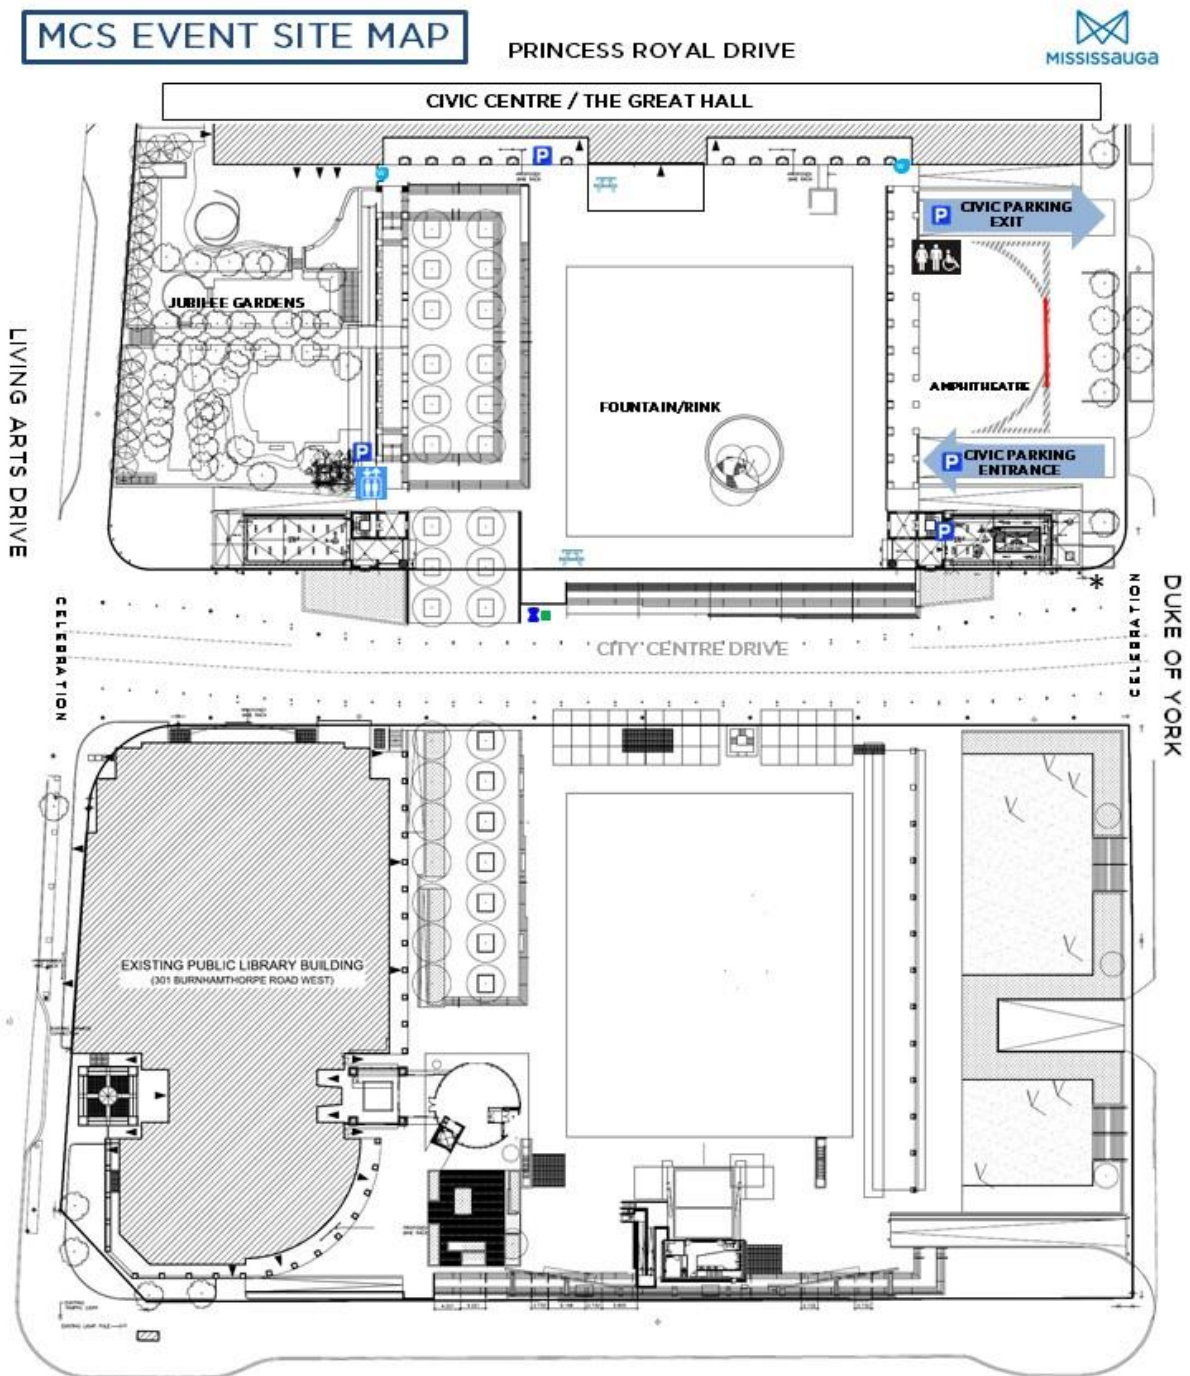 MCS EVENT SITE MAP
PRINCESS ROYAL DRIVE
MISSISSAUGA
CIVIC CENTRE / THE GREAT HALL
P
W
W
P
CIVIC PARKING
EXIT
JUBILEE GARDENS
LIVING ARTS DRIVE
FOUNTAIN/RINK
AMPHITHEATRE
P
P
CIVIC PARKING
ENTRANCE
P
*
CELEBRATION
CITY CENTRE DRIVE
CELEBRATION
DUKE OF YORK
EXISTING PUBLIC LIBRARY BUILDING
(301 BURNHAMTHORPE ROAD WEST)